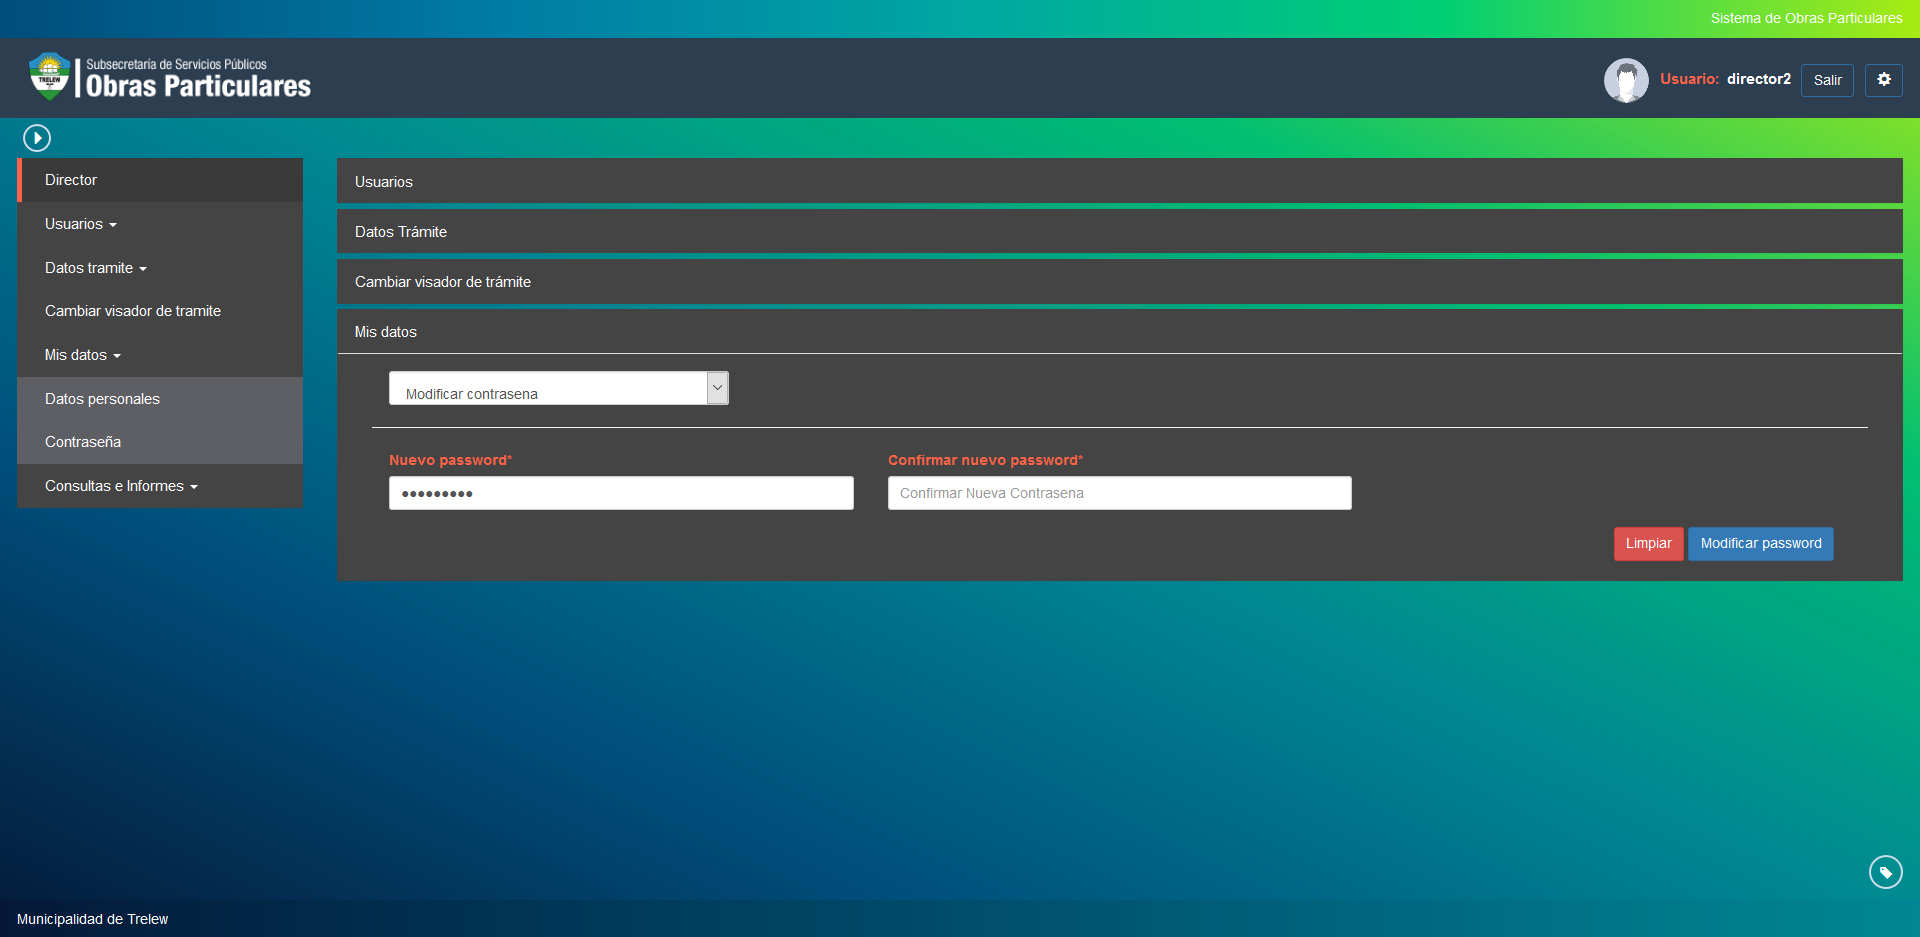 Sistema de Obras Particulares
TRELEW
Subsecretaría de Servicios Públicos
Obras Particulares
Usuario: director2
Salir
Director
Usuarios
Datos tramite
Cambiar visador de tramite
Mis datos
Datos personales
Contraseña
Consultas e Informes
Usuarios
Datos Trámite
Cambiar visador de trámite
Mis datos
Modificar contrasena
Nuevo password*
Confirmar nuevo password*
•••••••••
Confirmar Nueva Contrasena
Limpiar
Modificar password
Municipalidad de Trelew